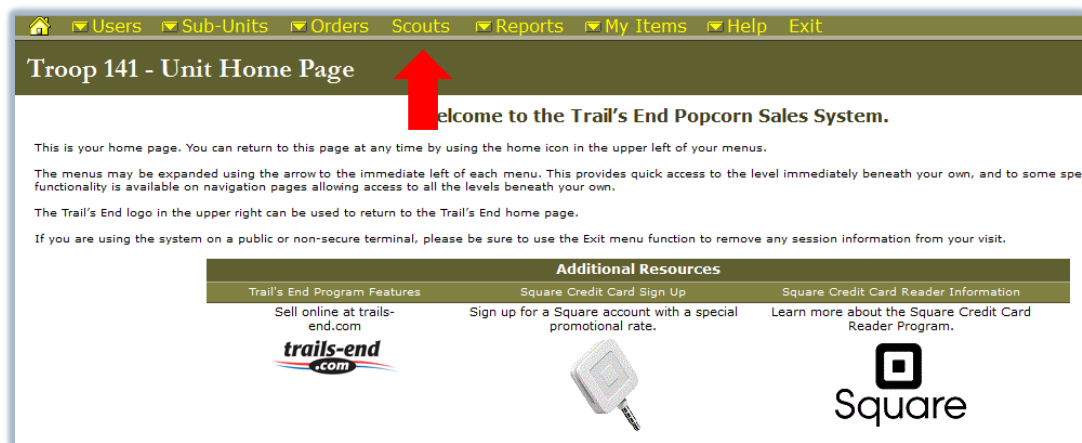 Users Sub-Units Orders Scouts Reports My Items Help Exit
Troop 141 - Unit Home Page
elcome to the Trail's End Popcorn Sales System.
This is your home page. You can return to this page at any time by using the home icon in the upper left of your menus.
The menus may be expanded using the arrow to the immediate left of each menu. This provides quick access to the level immediately beneath your own, and to some spe
functionality is available on navigation pages allowing access to all the levels beneath your own.
The Trail's End logo in the upper right can be used to return to the Trail's End home page.
If you are using the system on a public or non-secure terminal, please be sure to use the Exit menu function to remove any session information from your visit.
Additional Resources
Trail's End Program Features Square Credit Card Sign Up Square Credit Card Reader Information
Sell online at trails- Sign up for a Square account with a special Learn more about the Square Credit Card
end.com promotional rate. Reader Program.
trails-end
.com
Square